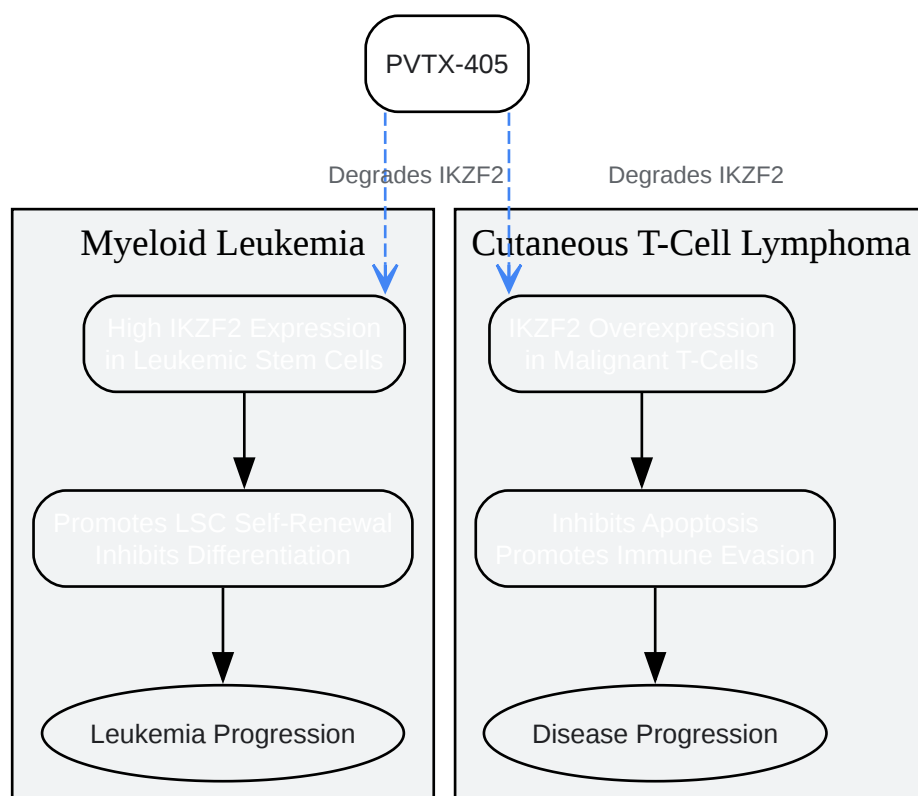 PVTX-405
Degrades IKZF2
Degrades IKZF2
Myeloid Leukemia
High IKZF2 Expression
in Leukemic Stem Cells
Promotes LSC Self-Renewal
Inhibits Differentiation
Leukemia Progression
Cutaneous T-Cell Lymphoma
IKZF2 Overexpression
in Malignant T-Cells
Inhibits Apoptosis
Promotes Immune Evasion
Disease Progression